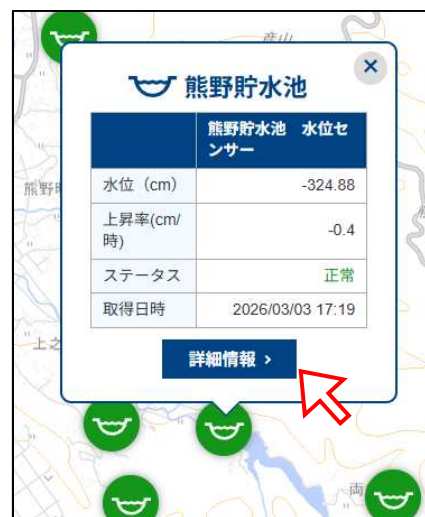 産山
×
熊野貯水池
熊野貯水池 水位セ
ンサー
水位（cm） -324.88
上昇率(cm/
時) -0.4
ステータス 正常
取得日時 2026/03/03 17:19
詳細情報 ›
熊野
上之
両